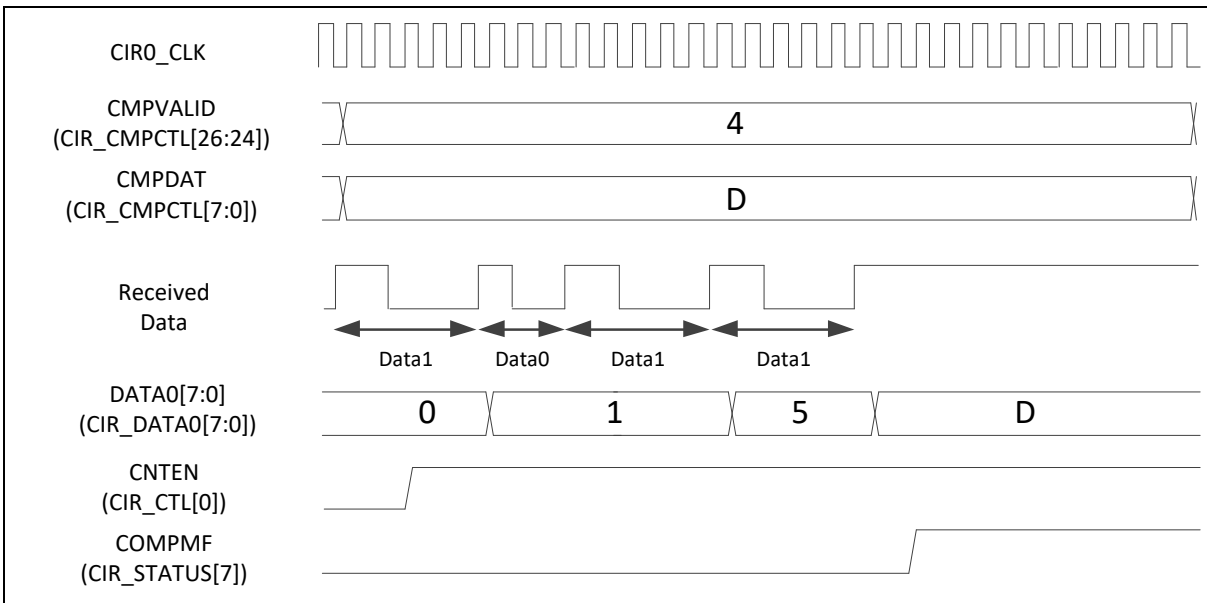 CIR0_CLK
CMPVALID
(CIR_CMPCTL[26:24])
4
CMPDAT
(CIR_CMPCTL[7:0])
D
Received
Data
Data1 Data0 Data1 Data1
DATA0[7:0]
(CIR_DATA0[7:0])
0 1 5 D
CNTEN
(CIR_CTL[0])
COMPMF
(CIR_STATUS[7])